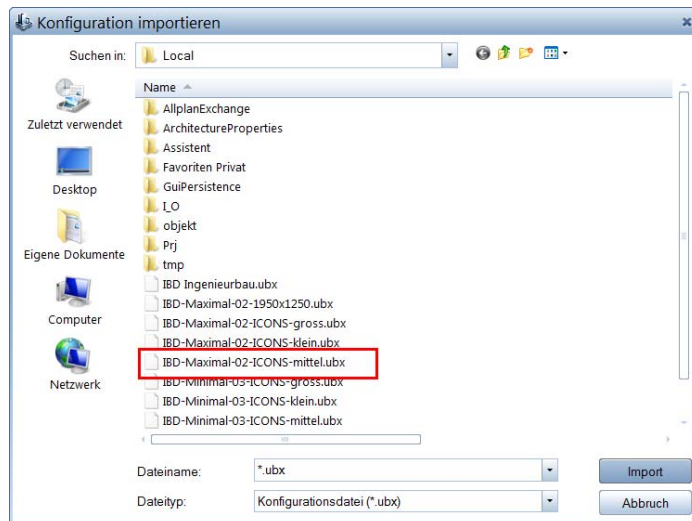 Konfiguration importieren
Suchen in:
Local
Zuletzt verwendet
Desktop
Eigene Dokumente
Computer
Netzwerk
Name
AllplanExchange
ArchitectureProperties
Assistent
Favoriten Privat
GuiPersistence
I_O
objekt
Prj
tmp
IBD Ingenieurbau.ubx
IBD-Maximal-02-1950x1250.ubx
IBD-Maximal-02-ICONS-gross.ubx
IBD-Maximal-02-ICONS-klein.ubx
IBD-Maximal-02-ICONS-mittel.ubx
IBD-Minimal-03-ICONS-gross.ubx
IBD-Minimal-03-ICONS-klein.ubx
IBD-Minimal-03-ICONS-mittel.ubx
Dateiname:
*.ubx
Import
Dateityp:
Konfigurationsdatei (*.ubx)
Abbruch